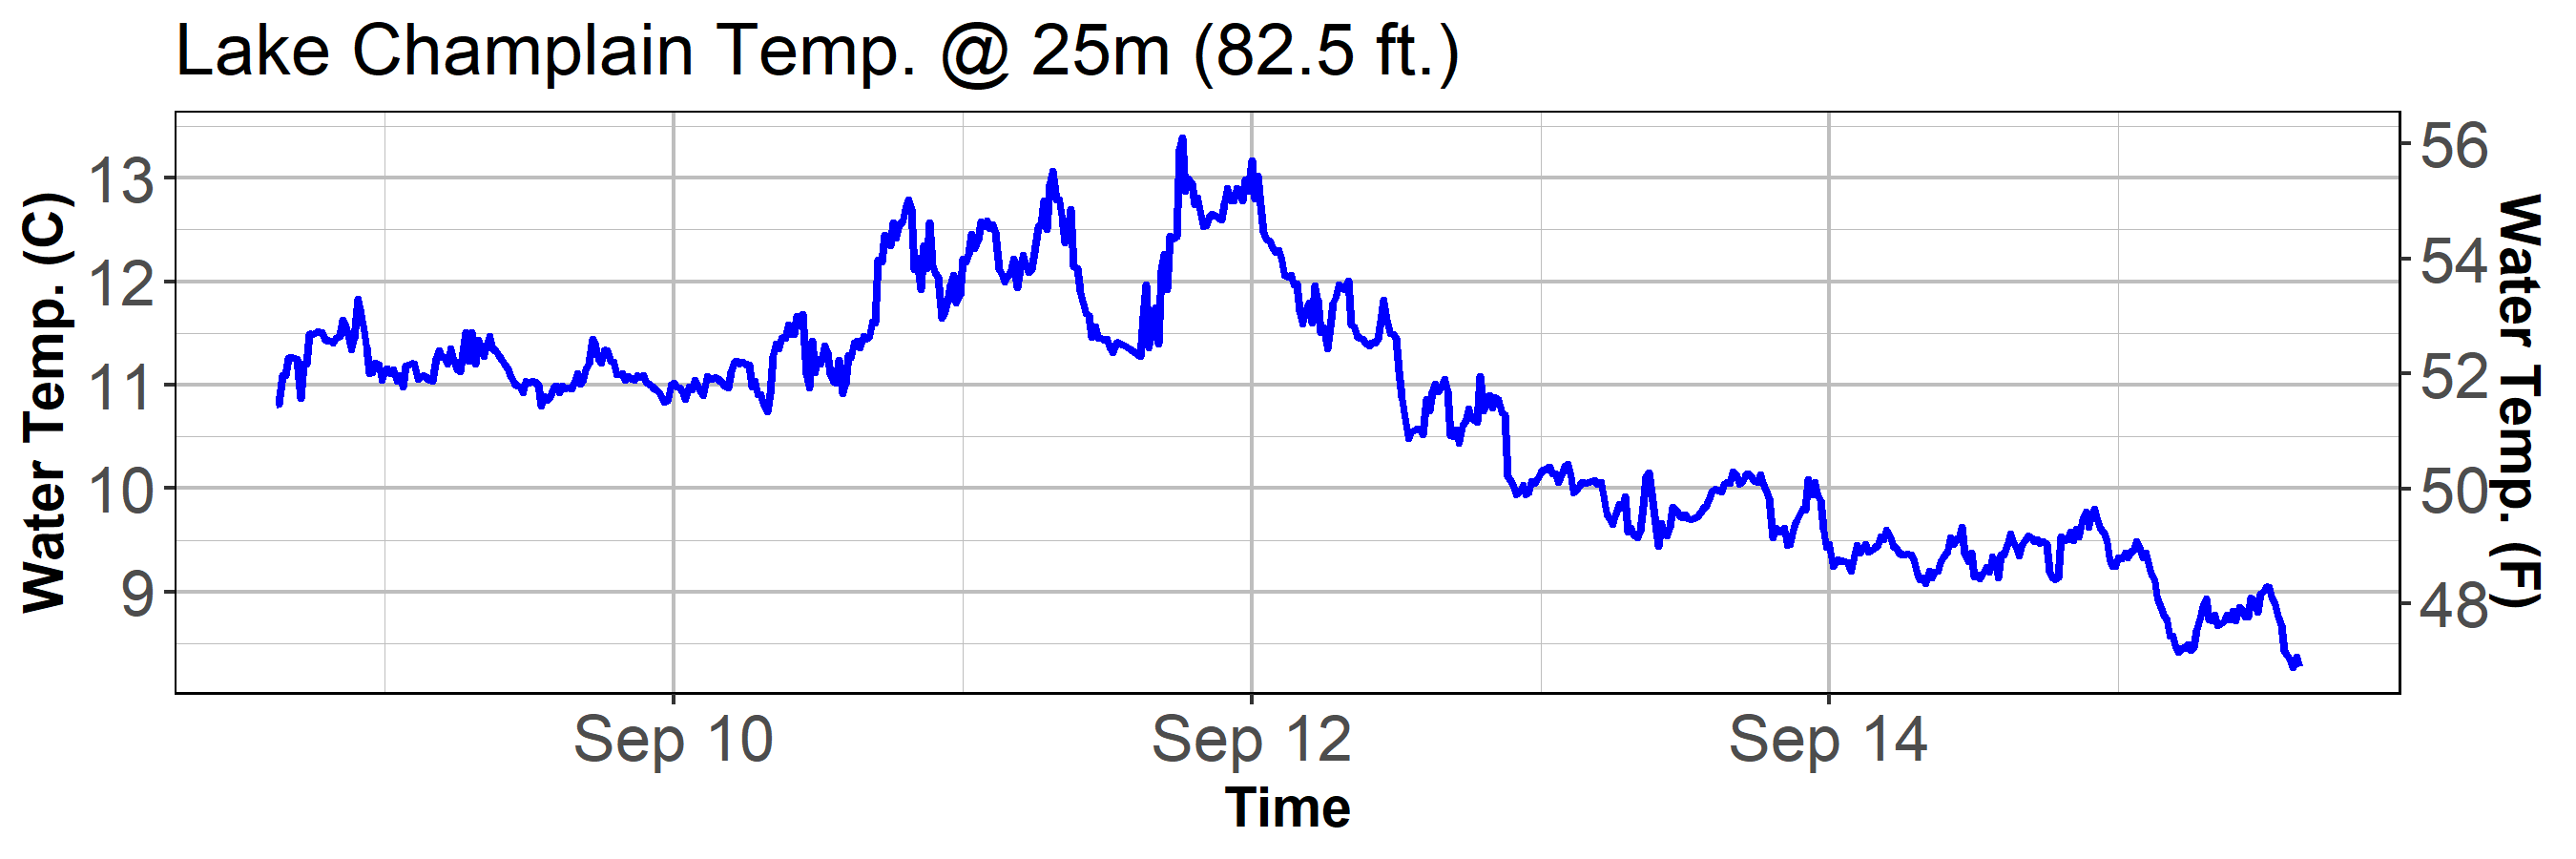 Lake Champlain Temp. @ 25m (82.5 ft.)
Water Temp. (C)
13
12
11
10
9
56
54
52
50
48
Water Temp. (F)
Sep 10
Sep 12
Sep 14
Time